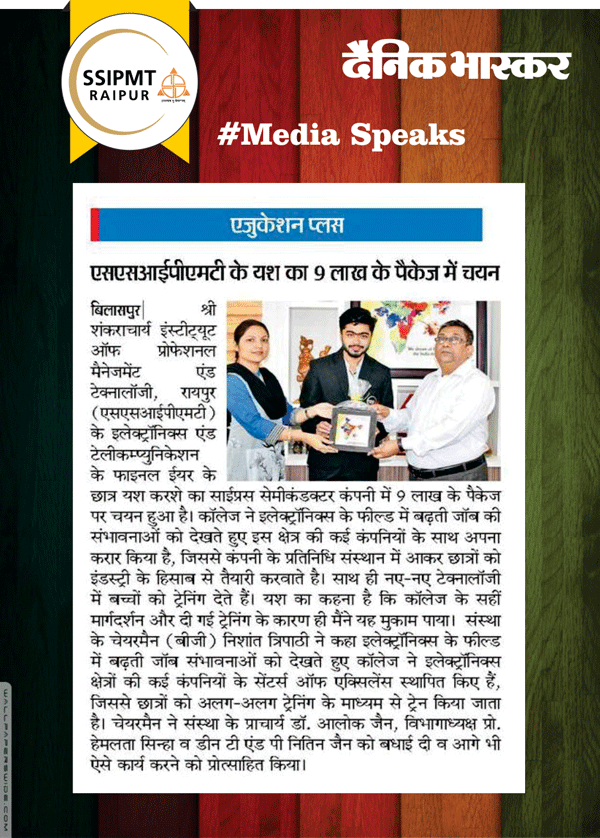 SSIPMT
RAIPUR
दैनिक भास्कर
#Media Speaks
एजुकेशन प्लस
एसएसआईपीएमटी के यश का 9 लाख के पैकेज में चयन
बिलासपुर| श्री
शंकराचार्य इंस्टीट्यूट
ऑफ प्रोफेशनल
मैनेजमेंट एंड
टेक्नालॉजी, रायपुर
(एसएसआईपीएमटी)
के इलेक्ट्रॉनिक्स एंड
टेलीकम्प्युनिकेशन
के फाइनल ईयर के
छात्र यश करशे का साईप्रस सेमीकंडक्टर कंपनी में 9 लाख के पैकेज
पर चयन हुआ है। कॉलेज ने इलेक्ट्रॉनिक्स के फील्ड में बढ़ती जॉब की
संभावनाओं को देखते हुए इस क्षेत्र की कई कंपनियों के साथ अपना
करार किया है, जिससे कंपनी के प्रतिनिधि संस्थान में आकर छात्रों को
इंडस्ट्री के हिसाब से तैयारी करवाते है। साथ ही नए-नए टेक्नालॉजी
में बच्चों को ट्रेनिंग देते हैं। यश का कहना है कि कॉलेज के सहीं
मार्गदर्शन और दी गई ट्रेनिंग के कारण ही मैंने यह मुकाम पाया। संस्था
के चेयरमैन (बीजी) निशांत त्रिपाठी ने कहा इलेक्ट्रॉनिक्स के फील्ड
में बढ़ती जॉब संभावनाओं को देखते हुए कॉलेज ने इलेक्ट्रॉनिक्स
क्षेत्रों की कई कंपनियों के सेंटर्स ऑफ एक्सिलेंस स्थापित किए हैं,
जिससे छात्रों को अलग-अलग ट्रेनिंग के माध्यम से ट्रेन किया जाता
है। चेयरमैन ने संस्था के प्राचार्य डॉ. आलोक जैन, विभागाध्यक्ष प्रो.
हेमलता सिन्हा व डीन टी एंड पी नितिन जैन को बधाई दी व आगे भी
ऐसे कार्य करने को प्रोत्साहित किया।
WALLPAPERSWIDE.COM